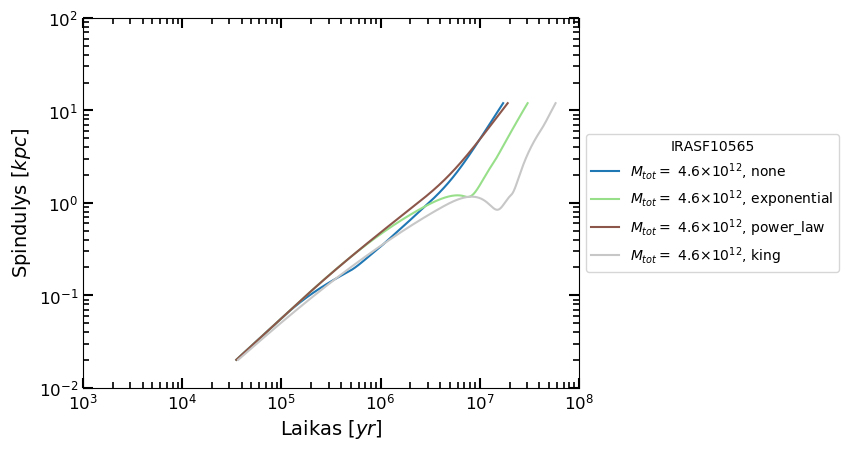 10²
10¹
10⁰
10⁻¹
10⁻²
Spindulys [kpc]
10³ 10⁴ 10⁵ 10⁶ 10⁷ 10⁸
Laikas [yr]
IRASF10565
M_tot = 4.6×10¹², none
M_tot = 4.6×10¹², exponential
M_tot = 4.6×10¹², power_law
M_tot = 4.6×10¹², king